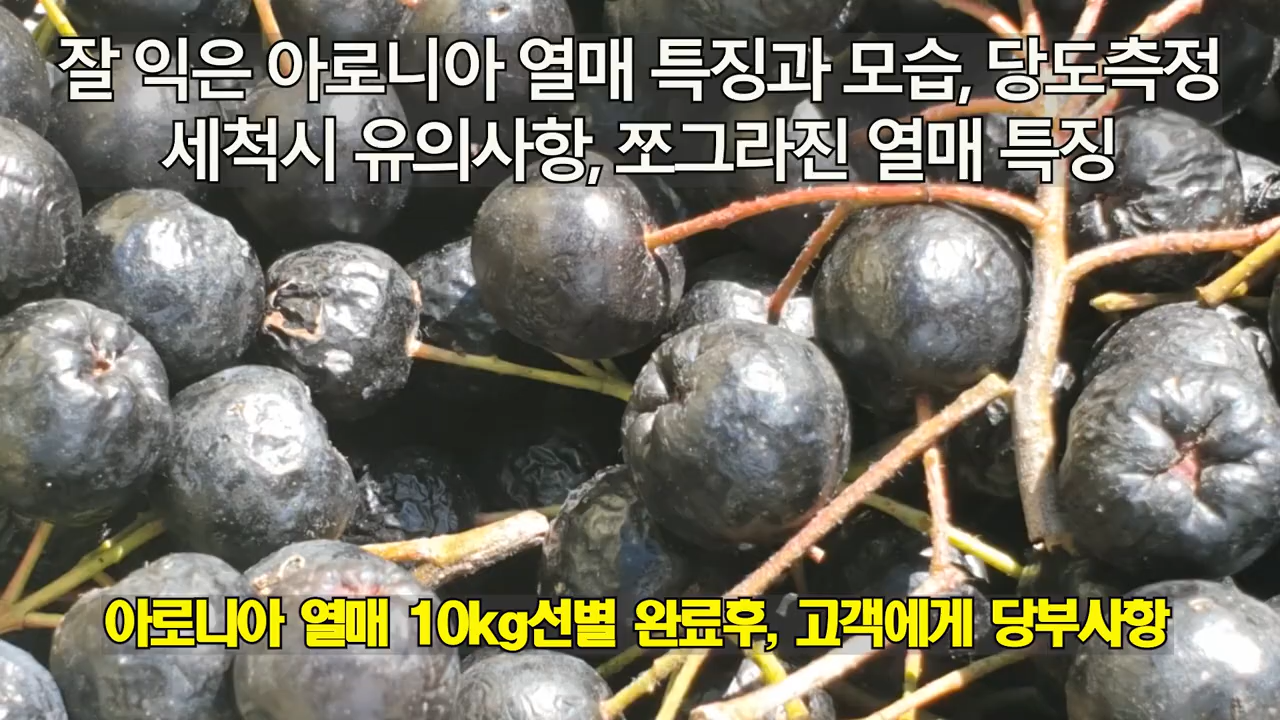 잘 익은 아로니아 열매 특징과 모습, 당도측정
세척시 유의사항, 쪼그라진 열매 특징
아로니아 열매 10kg선별 완료후, 고객에게 당부사항